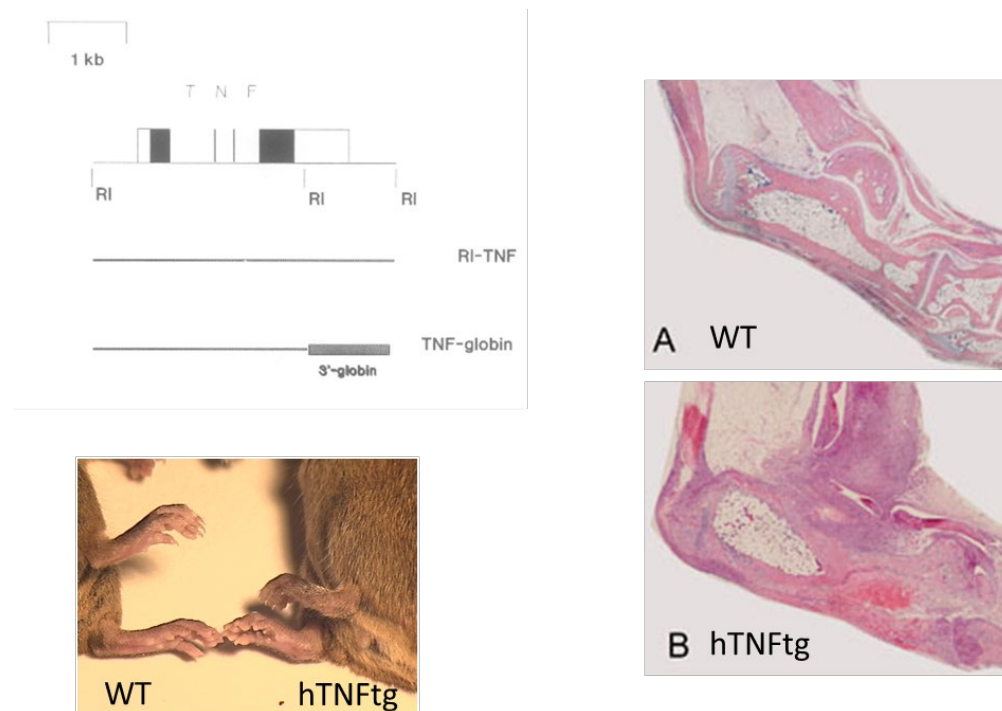 1 kb
T N F
RI
RI
RI
RI-TNF
TNF-globin
3'-globin
A WT
B hTNFtg
WT
hTNFtg